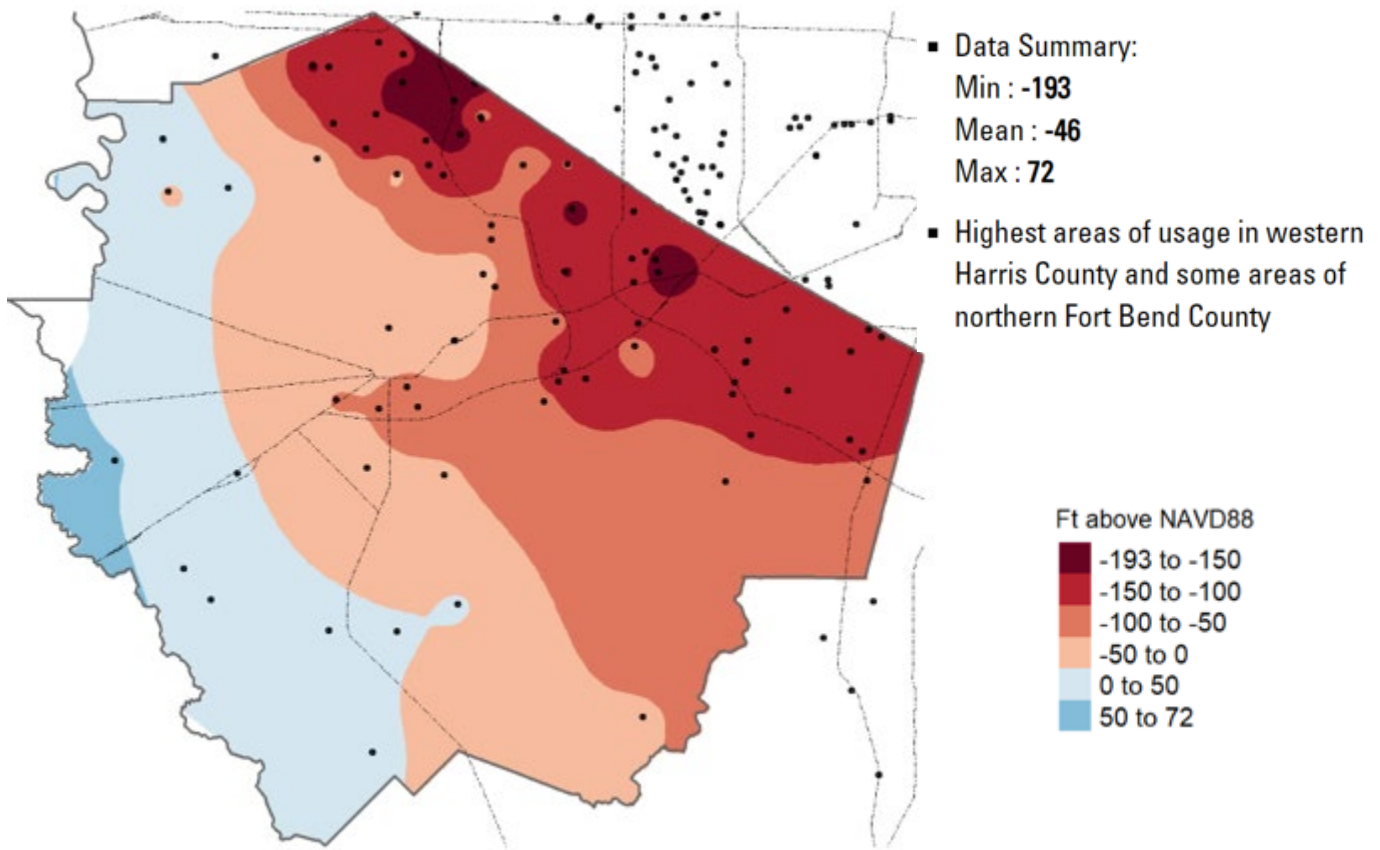 ▪ Data Summary:
Min : -193
Mean : -46
Max : 72
▪ Highest areas of usage in western
Harris County and some areas of
northern Fort Bend County
Ft above NAVD88
-193 to -150
-150 to -100
-100 to -50
-50 to 0
0 to 50
50 to 72